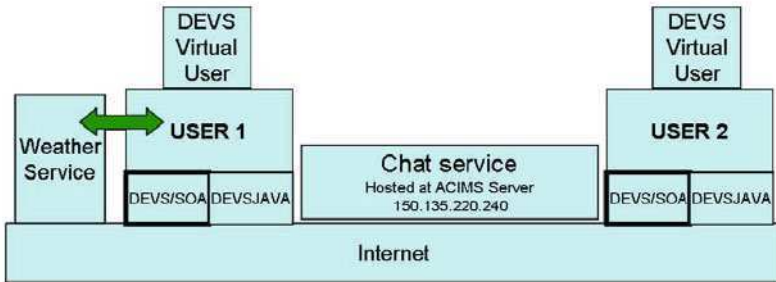 DEVS
Virtual
User
DEVS
Virtual
User
Weather
Service
USER 1
USER 2
Chat service
Hosted at ACIMS Server
150.135.220.240
DEVS/SOA
DEVSJAVA
DEVS/SOA
DEVSJAVA
Internet